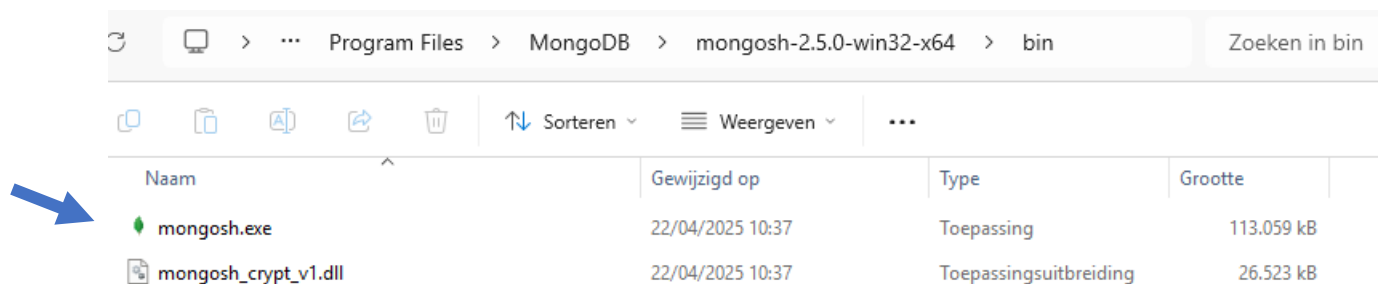 ··· Program Files > MongoDB > mongosh-2.5.0-win32-x64 > bin Zoeken in bin
Sorteren Weergeven ···
Naam Gewijzigd op Type Grootte
mongosh.exe 22/04/2025 10:37 Toepassing 113.059 kB
mongosh_crypt_v1.dll 22/04/2025 10:37 Toepassingsuitbreiding 26.523 kB